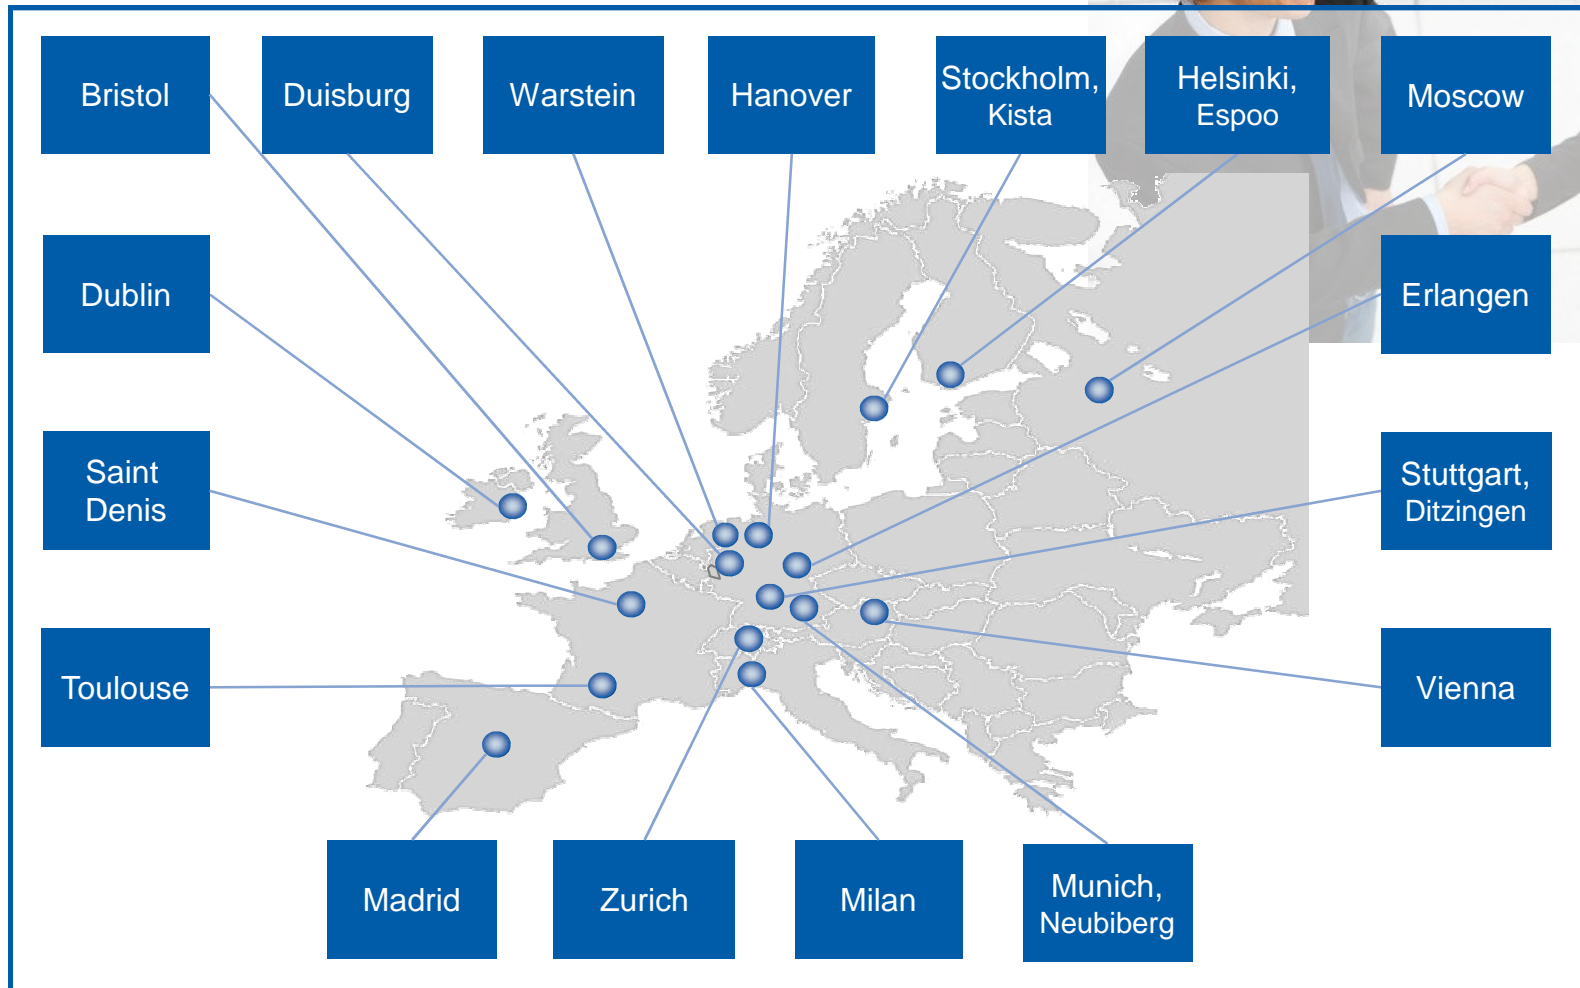 Bristol
Duisburg
Warstein
Hanover
Stockholm,
Kista
Helsinki,
Espoo
Moscow
Dublin
Erlangen
Saint
Denis
Stuttgart,
Ditzingen
Toulouse
Vienna
Madrid
Zurich
Milan
Munich,
Neubiberg